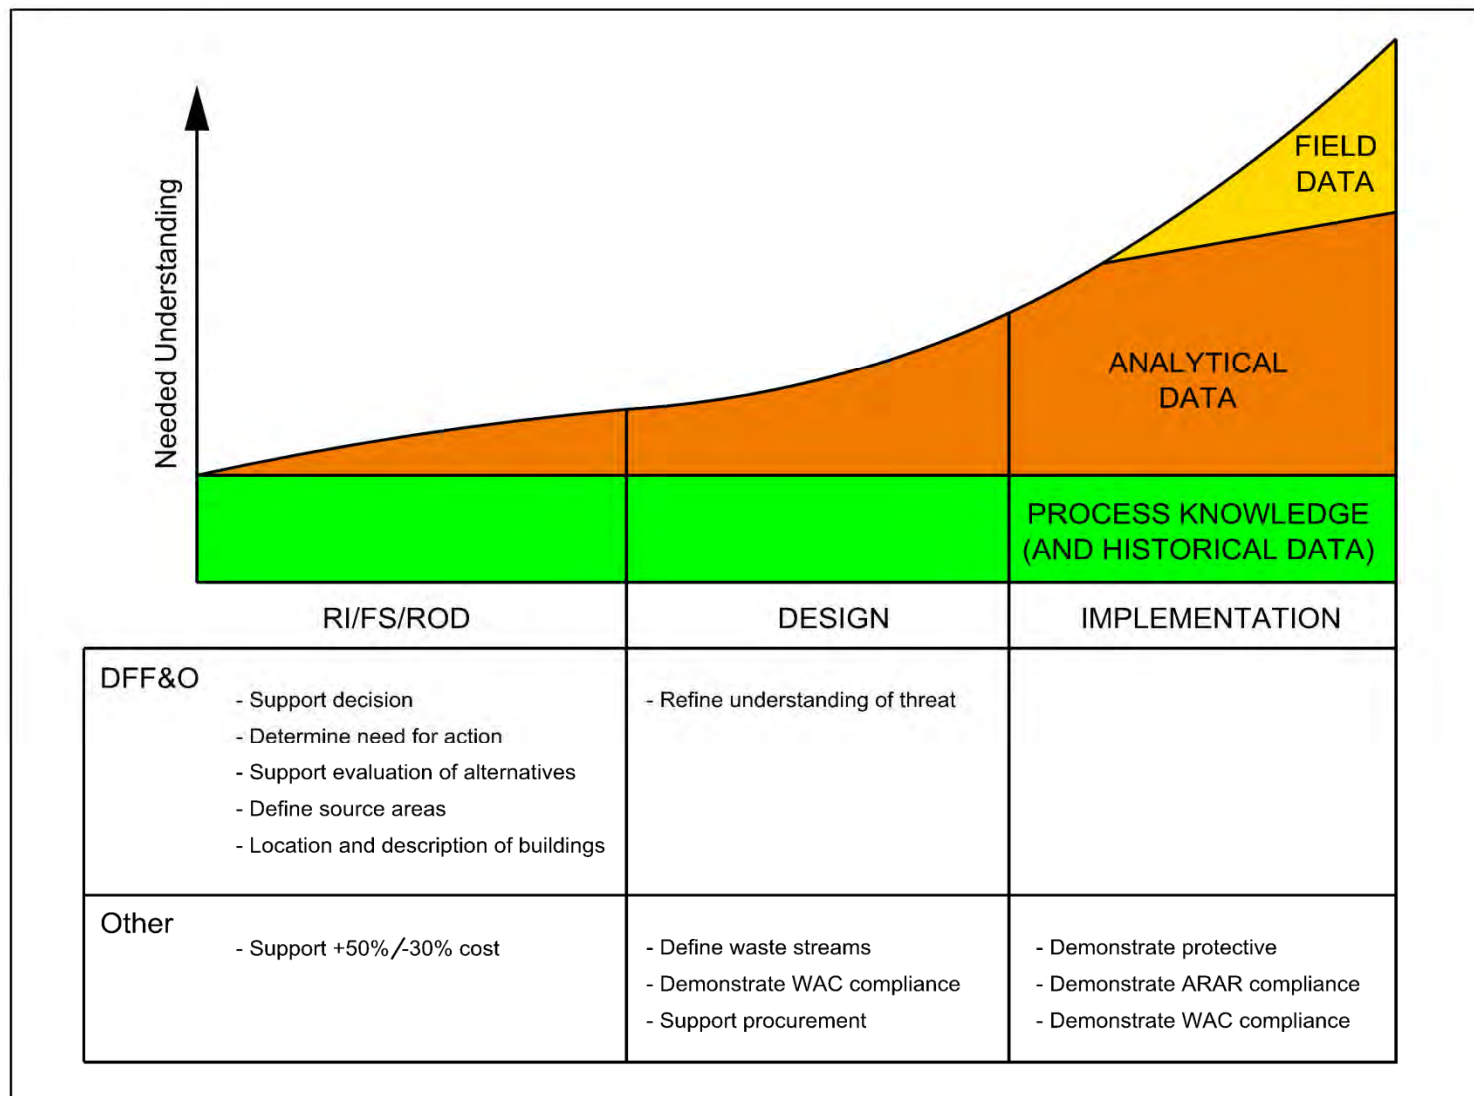 Needed Understanding
FIELD
DATA
ANALYTICAL
DATA
PROCESS KNOWLEDGE
(AND HISTORICAL DATA)
RI/FS/ROD
DESIGN
IMPLEMENTATION
DFF&O
- Support decision
- Determine need for action
- Support evaluation of alternatives
- Define source areas
- Location and description of buildings
- Refine understanding of threat
Other
- Support +50%/-30% cost
- Define waste streams
- Demonstrate WAC compliance
- Support procurement
- Demonstrate protective
- Demonstrate ARAR compliance
- Demonstrate WAC compliance